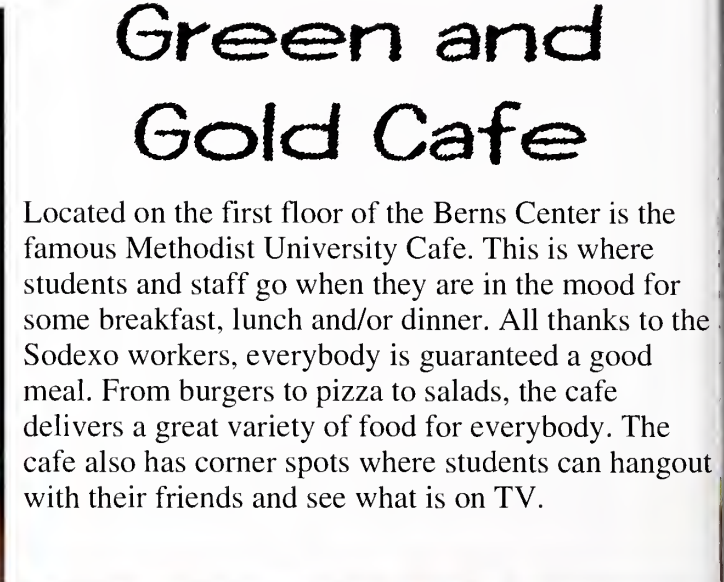 Green and
Gold Cafe
Located on the first floor of the Berns Center is the
famous Methodist University Cafe. This is where
students and staff go when they are in the mood for
some breakfast, lunch and/or dinner. All thanks to the
Sodexo workers, everybody is guaranteed a good
meal. From burgers to pizza to salads, the cafe
delivers a great variety of food for everybody. The
cafe also has corner spots where students can hangout
with their friends and see what is on TV.